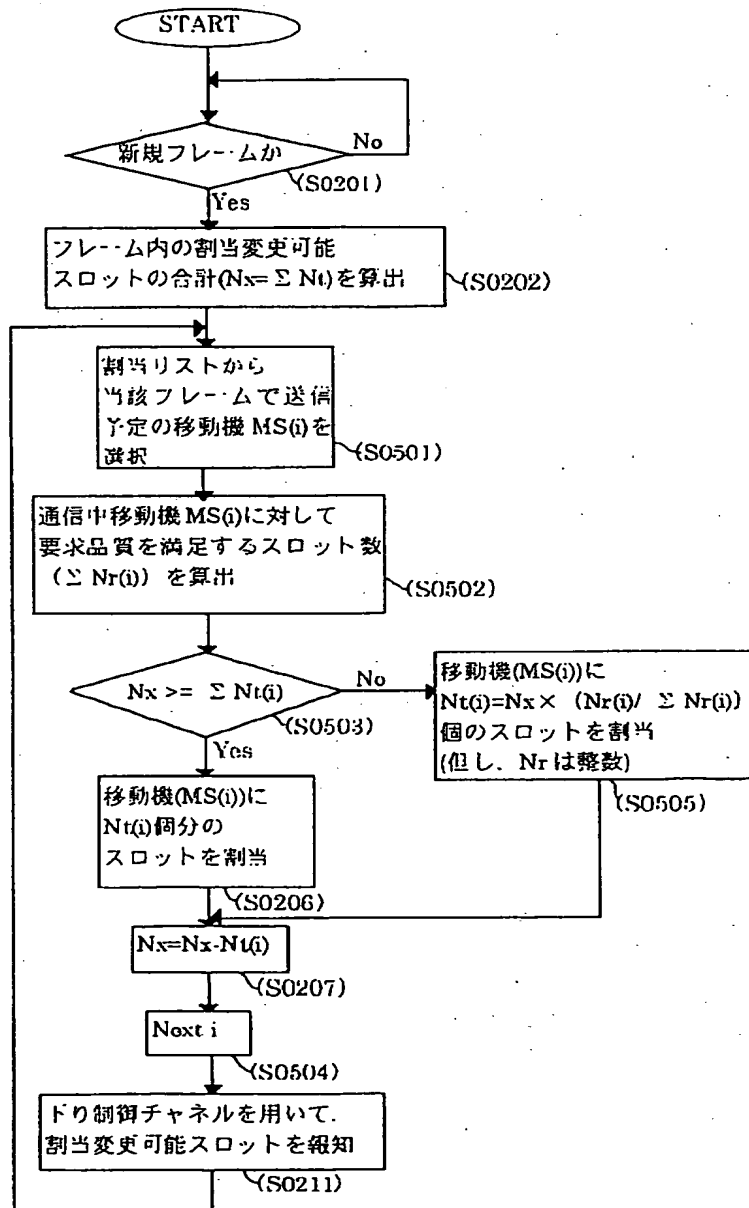 START
新規フレームか
No
(S0201)
Yes
フレーム内の割当変更可能
スロットの合計(Nx=Σ Nt)を算出
(S0202)
割当リストから
当該フレームで送信
予定の移動機 MS(i)を
選択
(S0501)
通信中移動機 MS(i)に対して
要求品質を満足するスロット数
(Σ Nr(i)) を算出
(S0502)
Nx >= Σ Nt(i)
No
(S0503)
Yes
移動機(MS(i))に
Nt(i)=Nx× (Nr(i)/ Σ Nr(i))
個のスロットを割当
(但し、Nr は整数)
(S0505)
移動機(MS(i))に
Nt(i)個分の
スロットを割当
(S0206)
Nx=Nx-Nt(i)
(S0207)
Next i
(S0504)
下り制御チャネルを用いて、
割当変更可能スロットを報知
(S0211)